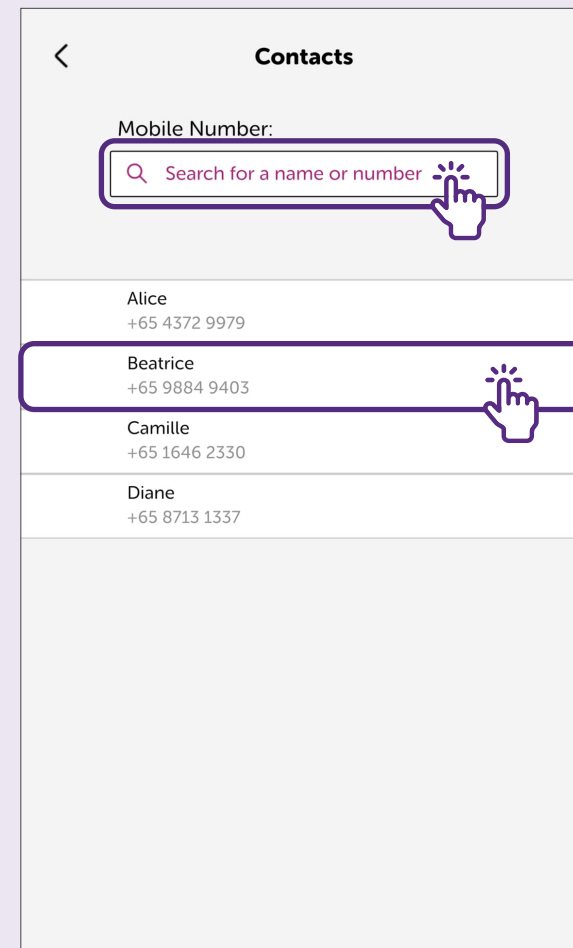 Contacts
Mobile Number:
Search for a name or number
Alice
+65 4372 9979
Beatrice
+65 9884 9403
Camille
+65 1646 2330
Diane
+65 8713 1337